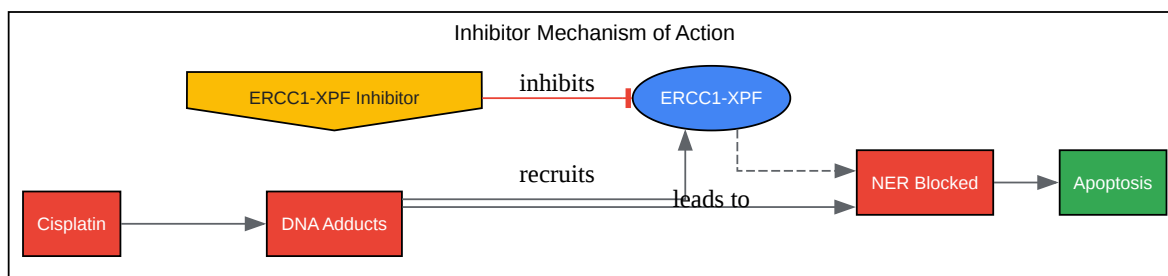 Inhibitor Mechanism of Action
inhibits
ERCC1-XPF Inhibitor
ERCC1-XPF
recruits
NER Blocked
Apoptosis
leads to
Cisplatin
DNA Adducts